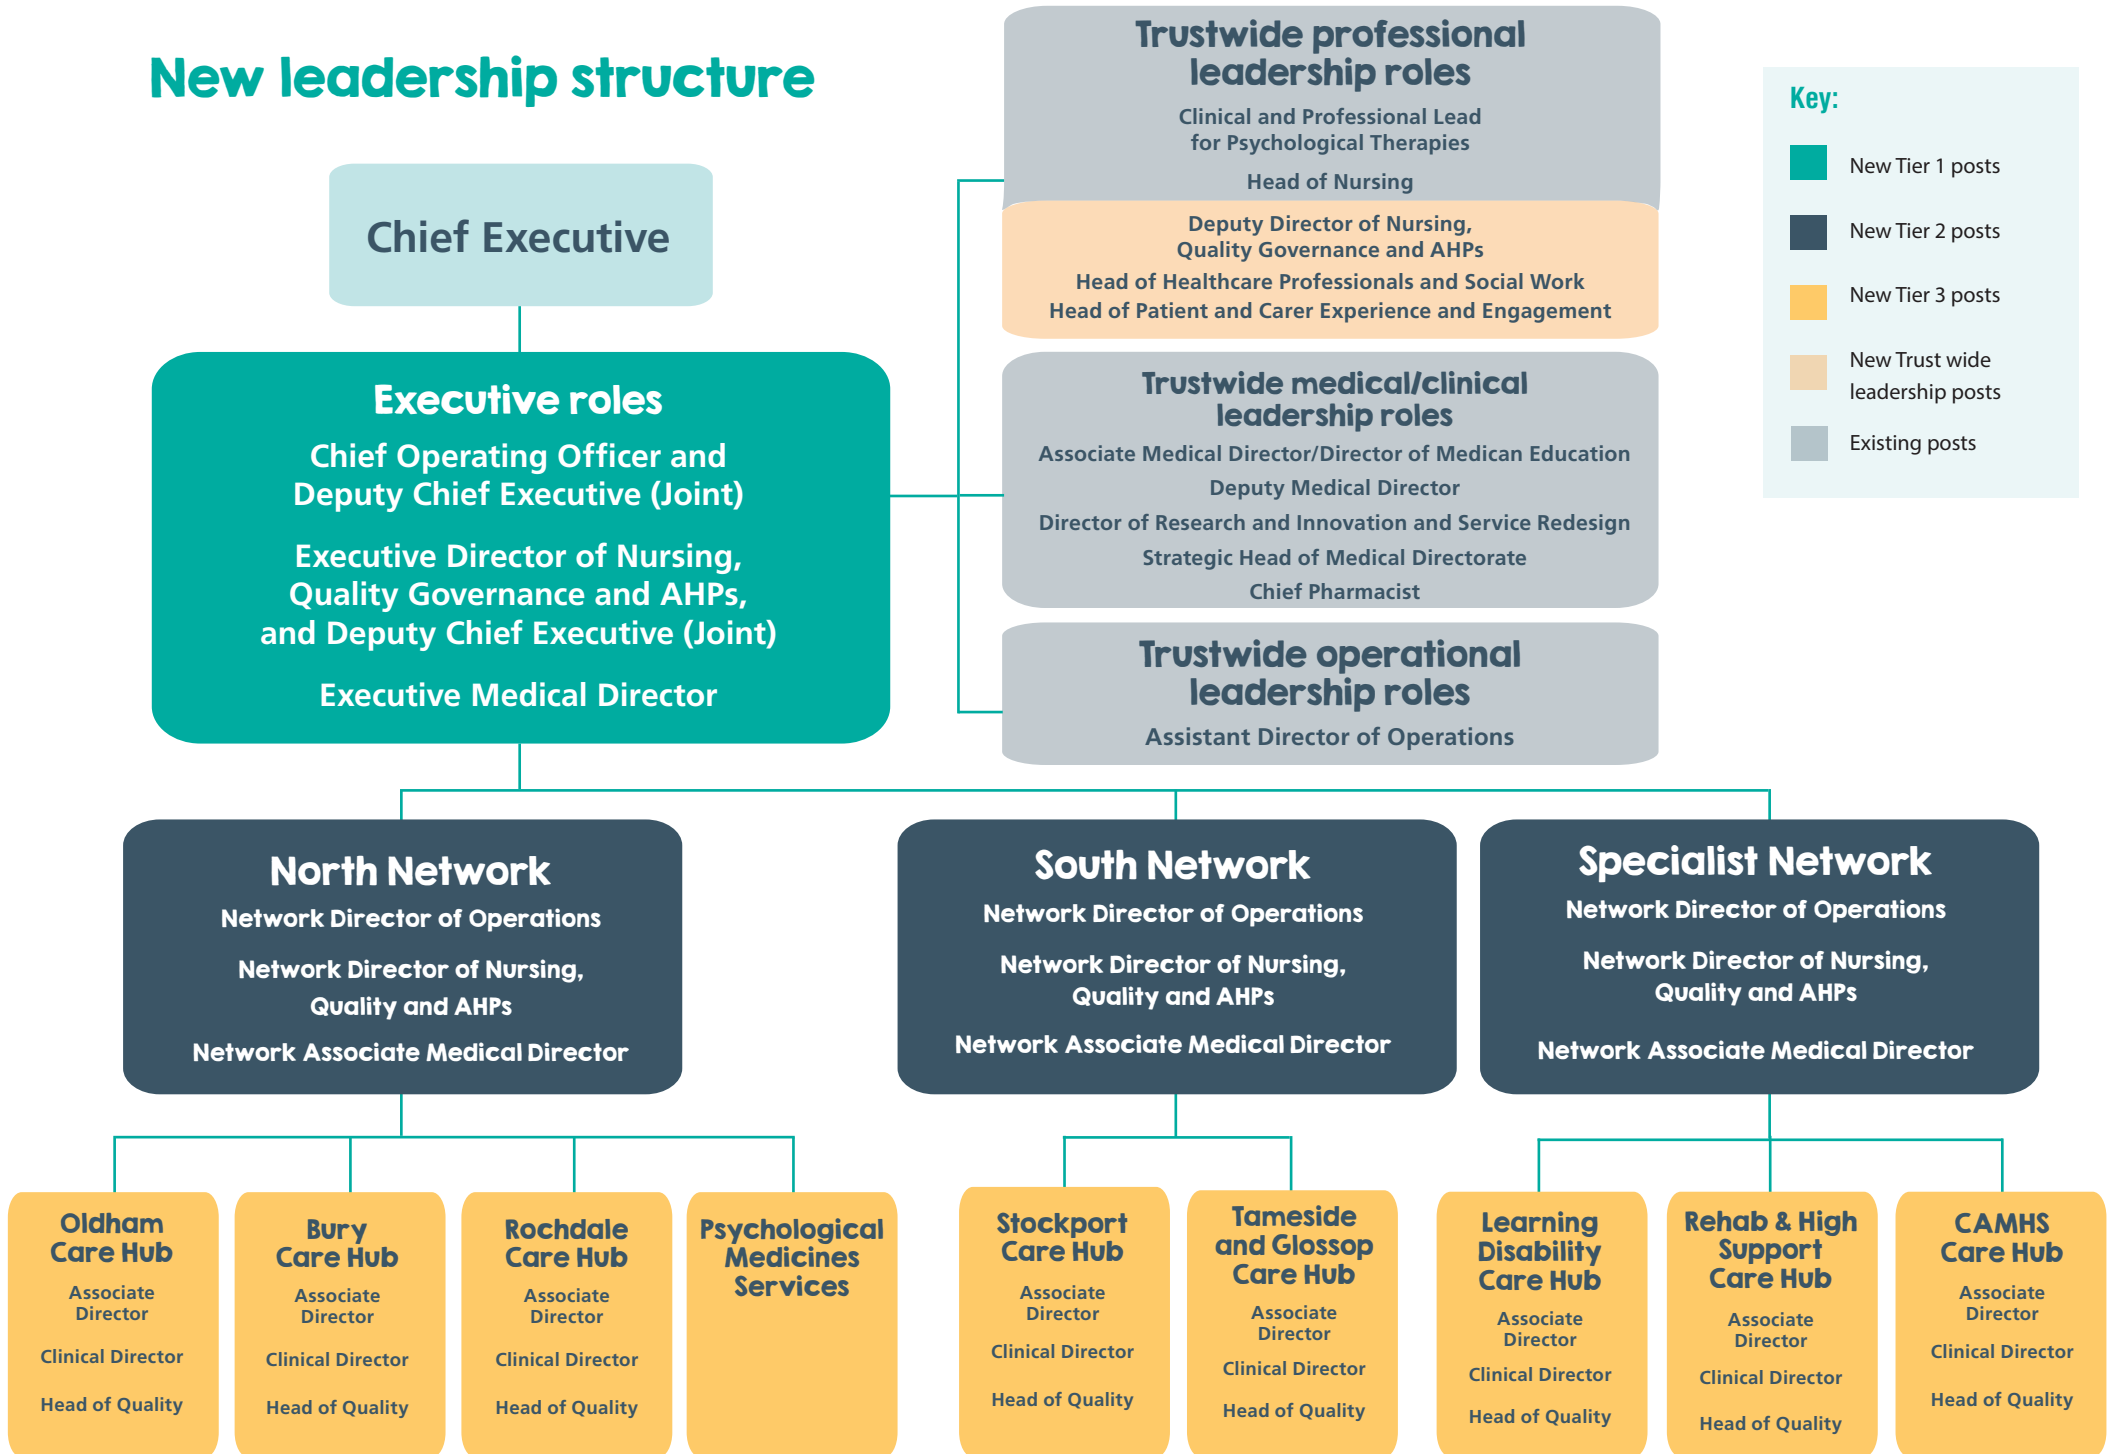 New leadership structure
Chief Executive
Executive roles
Chief Operating Officer and
Deputy Chief Executive (Joint)
Executive Director of Nursing,
Quality Governance and AHPs,
and Deputy Chief Executive (Joint)
Executive Medical Director
Trustwide professional
leadership roles
Clinical and Professional Lead
for Psychological Therapies
Head of Nursing
Deputy Director of Nursing,
Quality Governance and AHPs
Head of Healthcare Professionals and Social Work
Head of Patient and Carer Experience and Engagement
Trustwide medical/clinical
leadership roles
Associate Medical Director/Director of Medican Education
Deputy Medical Director
Director of Research and Innovation and Service Redesign
Strategic Head of Medical Directorate
Chief Pharmacist
Trustwide operational
leadership roles
Assistant Director of Operations
Key:
New Tier 1 posts
New Tier 2 posts
New Tier 3 posts
New Trust wide
leadership posts
Existing posts
North Network
Network Director of Operations
Network Director of Nursing,
Quality and AHPs
Network Associate Medical Director
South Network
Network Director of Operations
Network Director of Nursing,
Quality and AHPs
Network Associate Medical Director
Specialist Network
Network Director of Operations
Network Director of Nursing,
Quality and AHPs
Network Associate Medical Director
Oldham
Care Hub
Associate
Director
Clinical Director
Head of Quality
Bury
Care Hub
Associate
Director
Clinical Director
Head of Quality
Rochdale
Care Hub
Associate
Director
Clinical Director
Head of Quality
Psychological
Medicines
Services
Stockport
Care Hub
Associate
Director
Clinical Director
Head of Quality
Tameside
and Glossop
Care Hub
Associate
Director
Clinical Director
Head of Quality
Learning
Disability
Care Hub
Associate
Director
Clinical Director
Head of Quality
Rehab & High
Support
Care Hub
Associate
Director
Clinical Director
Head of Quality
CAMHS
Care Hub
Associate
Director
Clinical Director
Head of Quality